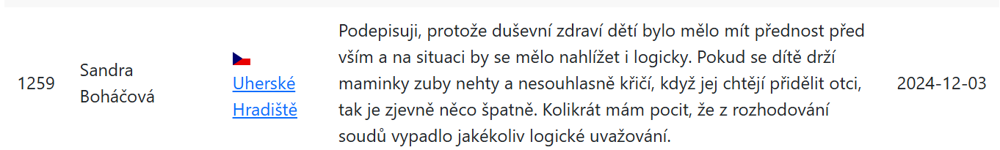 1259
Sandra
Boháčová
Uherské
Hradiště
Podepisuji, protože duševní zdraví dětí bylo mělo mít přednost před
vším a na situaci by se mělo nahlížet i logicky. Pokud se dítě drží
maminky zuby nehty a nesouhlasně křičí, když jej chtějí přidělit otci,
tak je zjevně něco špatně. Kolikrát mám pocit, že z rozhodování
soudů vypadlo jakékoliv logické uvažování.
2024-12-03